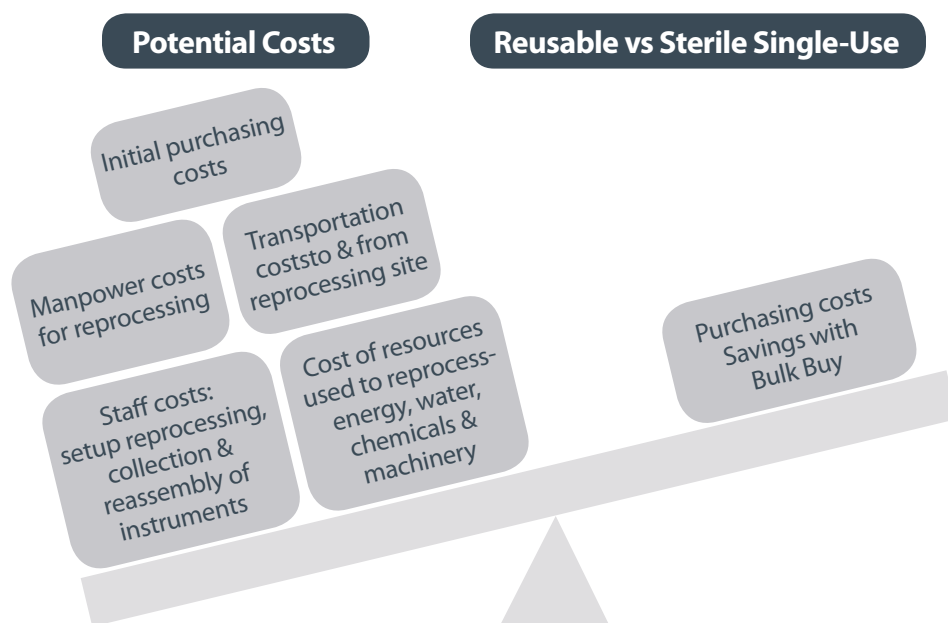 Potential Costs
Reusable vs Sterile Single-Use
Initial purchasing
costs
Manpower costs
for reprocessing
Transportation
coststo & from
reprocessing site
Staff costs:
setup reprocessing,
collection &
reassembly of
instruments
Cost of resources
used to reprocess-
energy, water,
chemicals &
machinery
Purchasing costs
Savings with
Bulk Buy